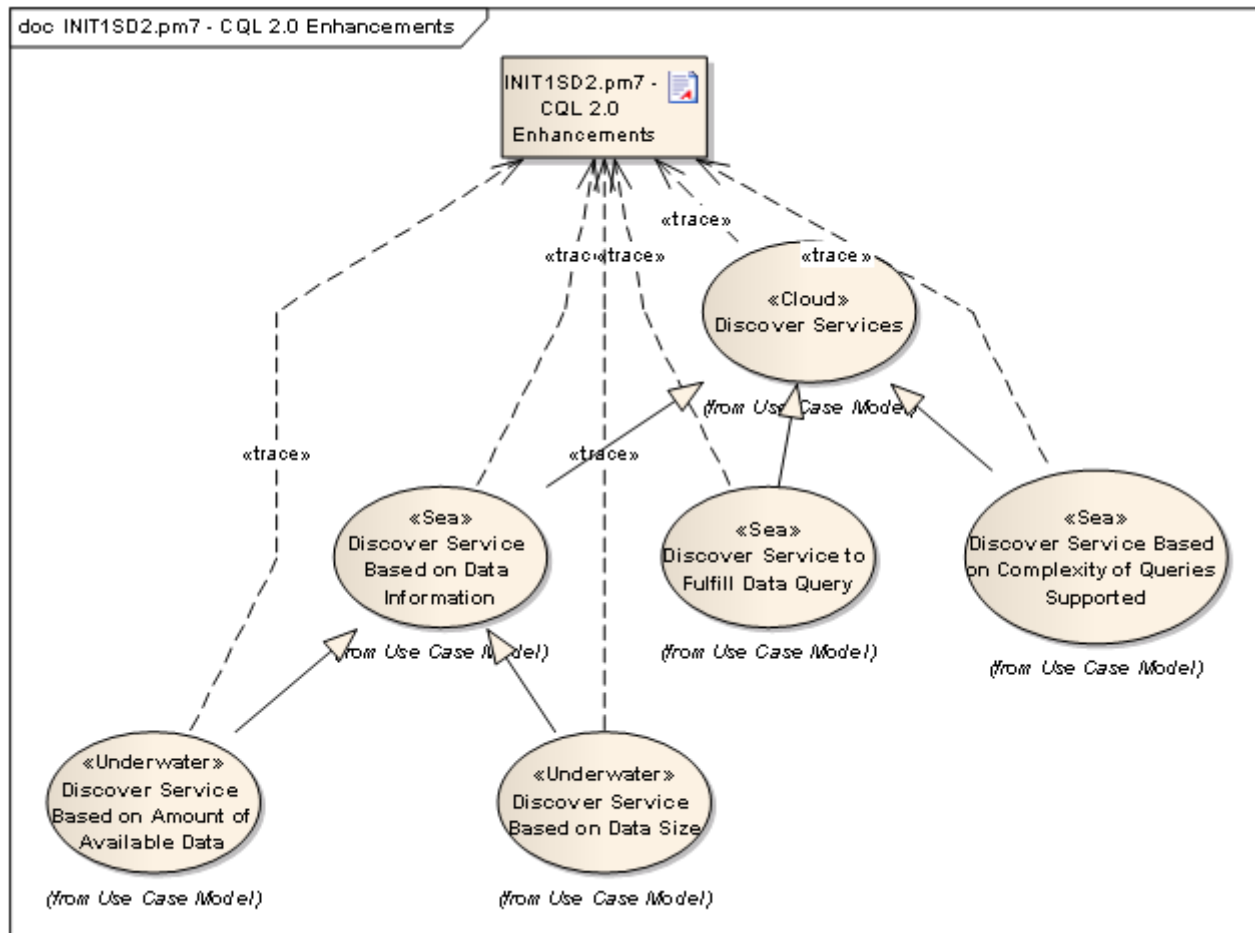 doc INIT1SD2.pm7 - CQL 2.0 Enhancements
INIT1SD2.pm7 -
CQL 2.0
Enhancements
«trace»
«trac
«trace»
«trace»
«Cloud»
Discover Services
(from Use Case Model)
«trace»
«trace»
«Sea»
Discover Service
Based on Data
Information
(from Use Case Model)
«Sea»
Discover Service to
Fulfill Data Query
(from Use Case Model)
«Sea»
Discover Service Based
on Complexity of Queries
Supported
(from Use Case Model)
«Underwater»
Discover Service
Based on Amount of
Available Data
(from Use Case Model)
«Underwater»
Discover Service
Based on Data Size
(from Use Case Model)